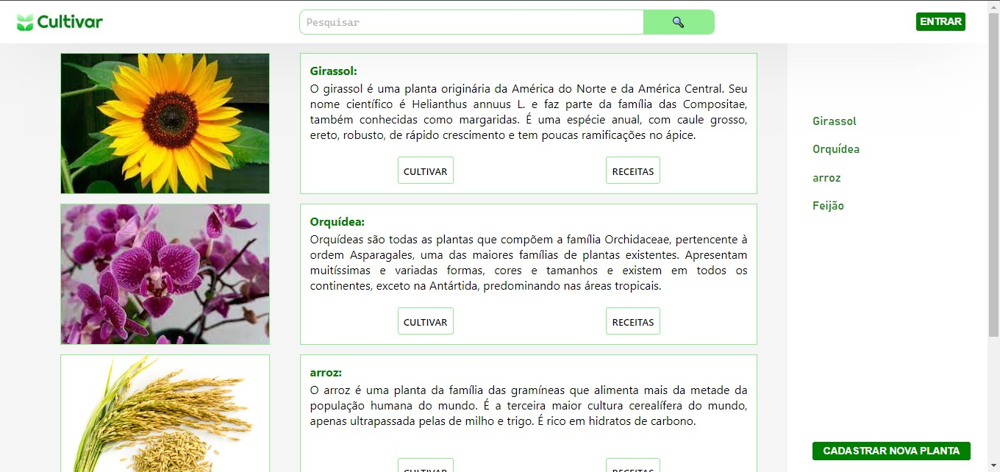 Cultivar
Pesquisar
ENTRAR
Girassol:
O girassol é uma planta originária da América do Norte e da América Central. Seu
nome científico é Helianthus annuus L. e faz parte da família das Compositae,
também conhecidas como margaridas. É uma espécie anual, com caule grosso,
ereto, robusto, de rápido crescimento e tem poucas ramificações no ápice.
CULTIVAR
RECEITAS
Orquídea:
Orquídeas são todas as plantas que compõem a família Orchidaceae, pertencente à
ordem Asparagales, uma das maiores famílias de plantas existentes. Apresentam
muitíssimas e variadas formas, cores e tamanhos e existem em todos os
continentes, exceto na Antártida, predominando nas áreas tropicais.
CULTIVAR
RECEITAS
arroz:
O arroz é uma planta da família das gramíneas que alimenta mais da metade da
população humana do mundo. É a terceira maior cultura cerealífera do mundo,
apenas ultrapassada pelas de milho e trigo. É rico em hidratos de carbono.
CULTIVAR
RECEITAS
Girassol
Orquídea
arroz
Feijão
CADASTRAR NOVA PLANTA